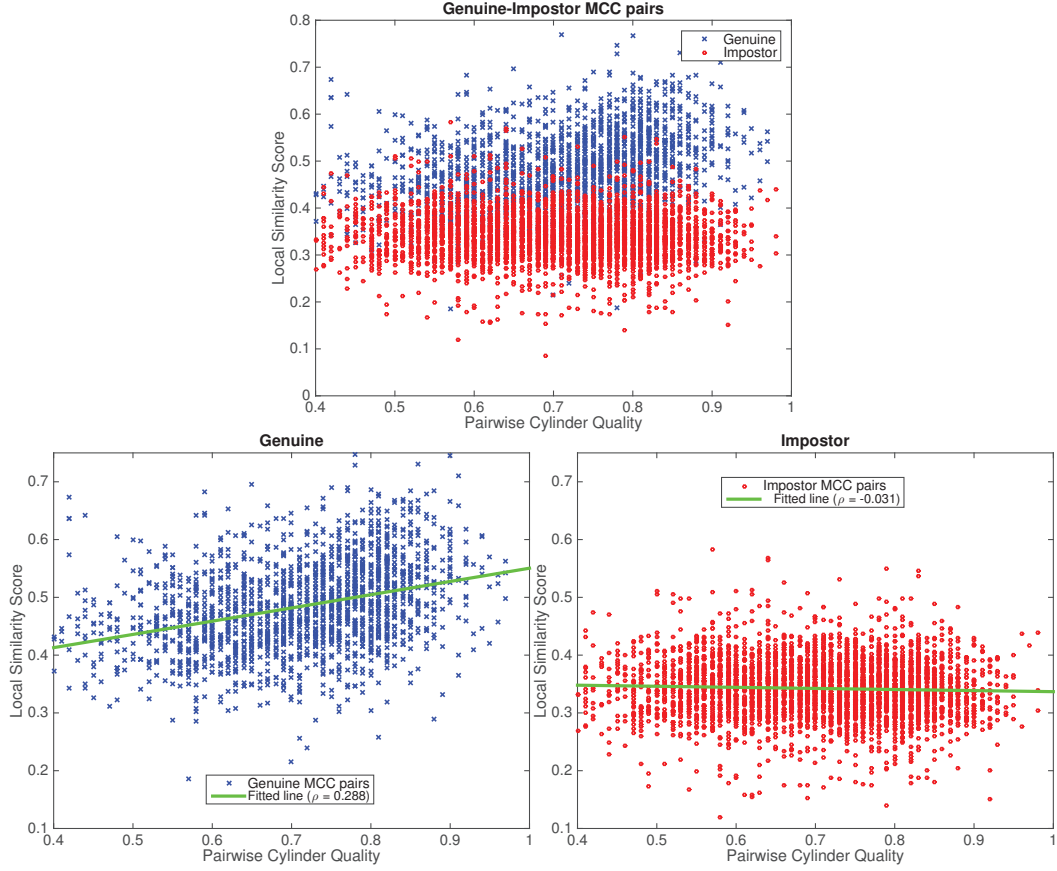 Genuine-Impostor MCC pairs
0.8
0.7
0.6
0.5
0.4
0.3
0.2
0.1
0
Local Similarity Score
Genuine
Impostor
0.4 0.5 0.6 0.7 0.8 0.9 1
Pairwise Cylinder Quality
Genuine
0.7
0.6
0.5
0.4
0.3
0.2
0.1
Local Similarity Score
Genuine MCC pairs
Fitted line (ρ = 0.288)
0.4 0.5 0.6 0.7 0.8 0.9 1
Pairwise Cylinder Quality
Impostor
0.7
0.6
0.5
0.4
0.3
0.2
0.1
Local Similarity Score
Impostor MCC pairs
Fitted line (ρ = -0.031)
0.4 0.5 0.6 0.7 0.8 0.9 1
Pairwise Cylinder Quality